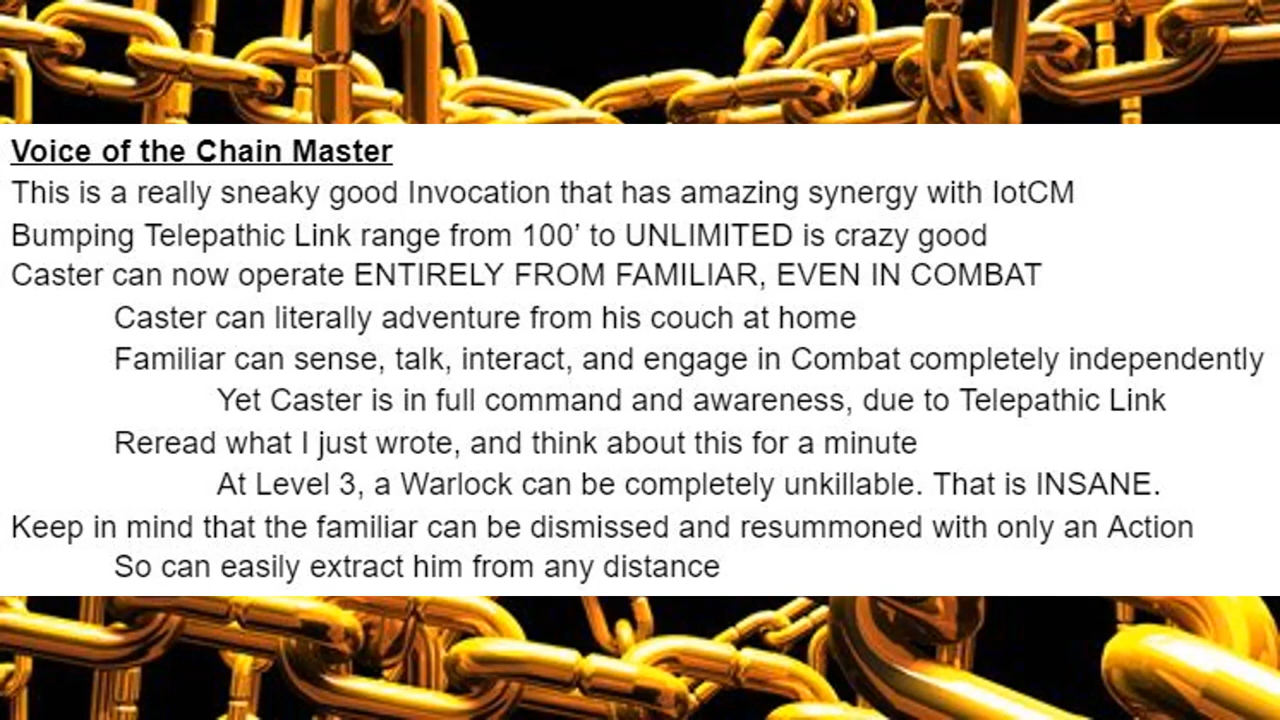 Voice of the Chain Master
This is a really sneaky good Invocation that has amazing synergy with IotCM
Bumping Telepathic Link range from 100’ to UNLIMITED is crazy good
Caster can now operate ENTIRELY FROM FAMILIAR, EVEN IN COMBAT
Caster can literally adventure from his couch at home
Familiar can sense, talk, interact, and engage in Combat completely independently
Yet Caster is in full command and awareness, due to Telepathic Link
Reread what I just wrote, and think about this for a minute
At Level 3, a Warlock can be completely unkillable. That is INSANE.
Keep in mind that the familiar can be dismissed and resummoned with only an Action
So can easily extract him from any distance